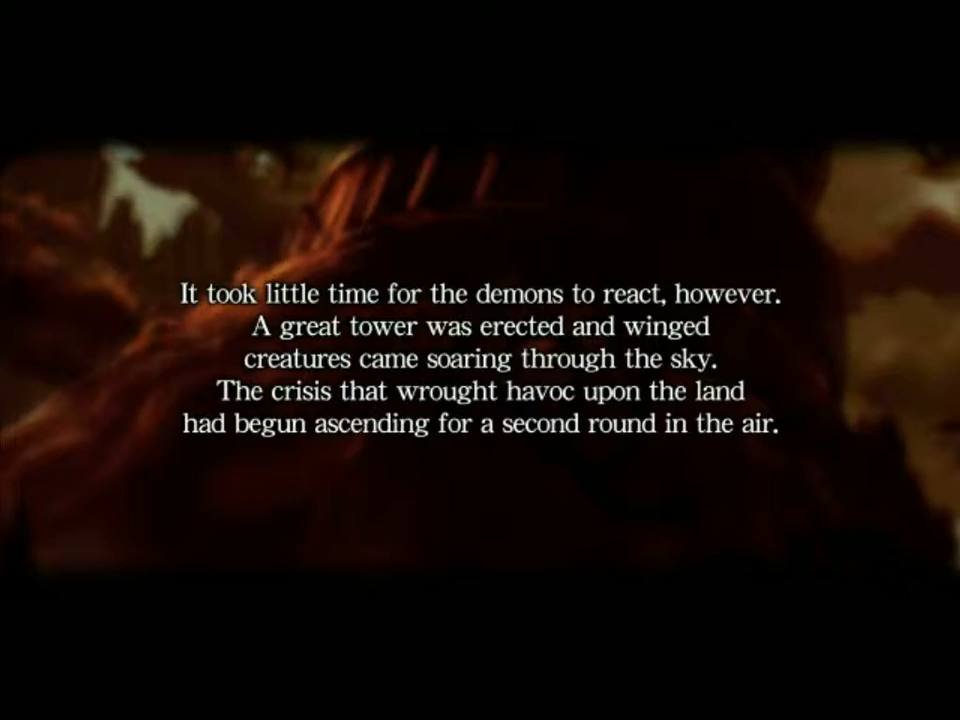 It took little time for the demons to react, however.
A great tower was erected and winged
creatures came soaring through the sky.
The crisis that wrought havoc upon the land
had begun ascending for a second round in the air.